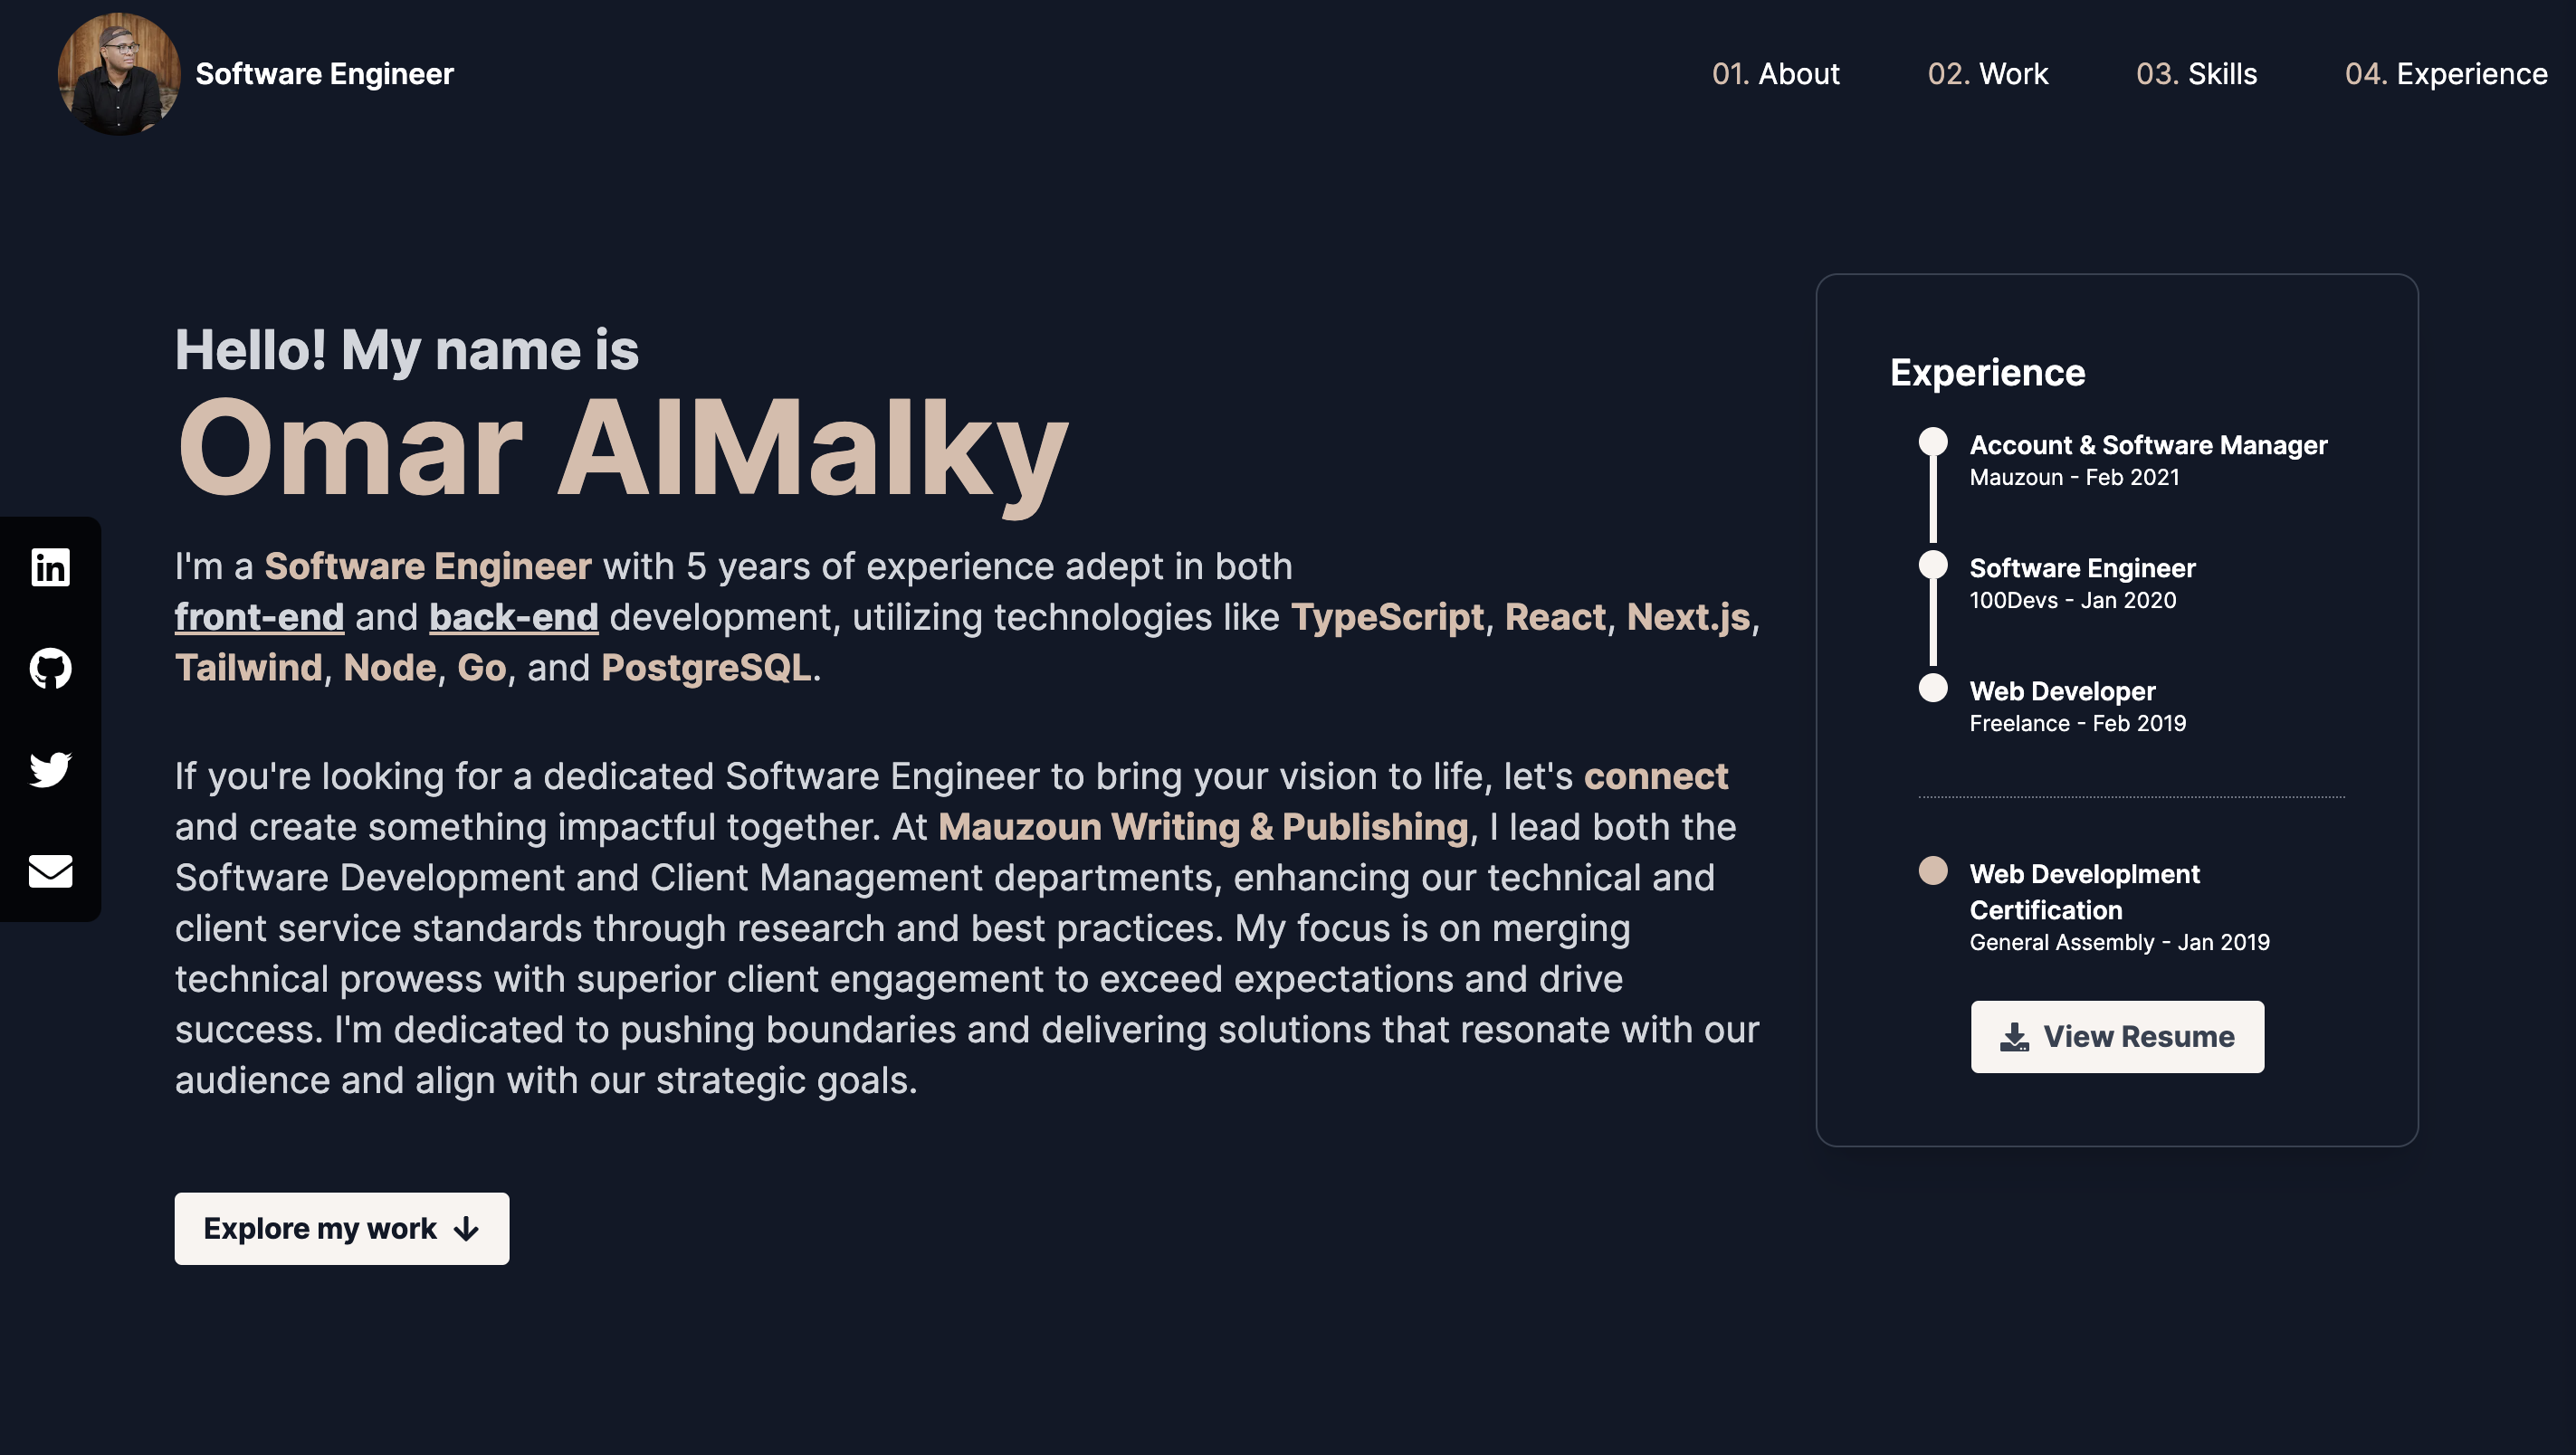 Software Engineer
01. About
02. Work
03. Skills
04. Experience
Hello! My name is
Omar AlMalky
I'm a Software Engineer with 5 years of experience adept in both
front-end and back-end development, utilizing technologies like TypeScript, React, Next.js,
Tailwind, Node, Go, and PostgreSQL.
If you're looking for a dedicated Software Engineer to bring your vision to life, let's connect
and create something impactful together. At Mauzoun Writing & Publishing, I lead both the
Software Development and Client Management departments, enhancing our technical and
client service standards through research and best practices. My focus is on merging
technical prowess with superior client engagement to exceed expectations and drive
success. I'm dedicated to pushing boundaries and delivering solutions that resonate with our
audience and align with our strategic goals.
Explore my work
Experience
Account & Software Manager
Mauzoun - Feb 2021
Software Engineer
100Devs - Jan 2020
Web Developer
Freelance - Feb 2019
Web Developlment
Certification
General Assembly - Jan 2019
View Resume